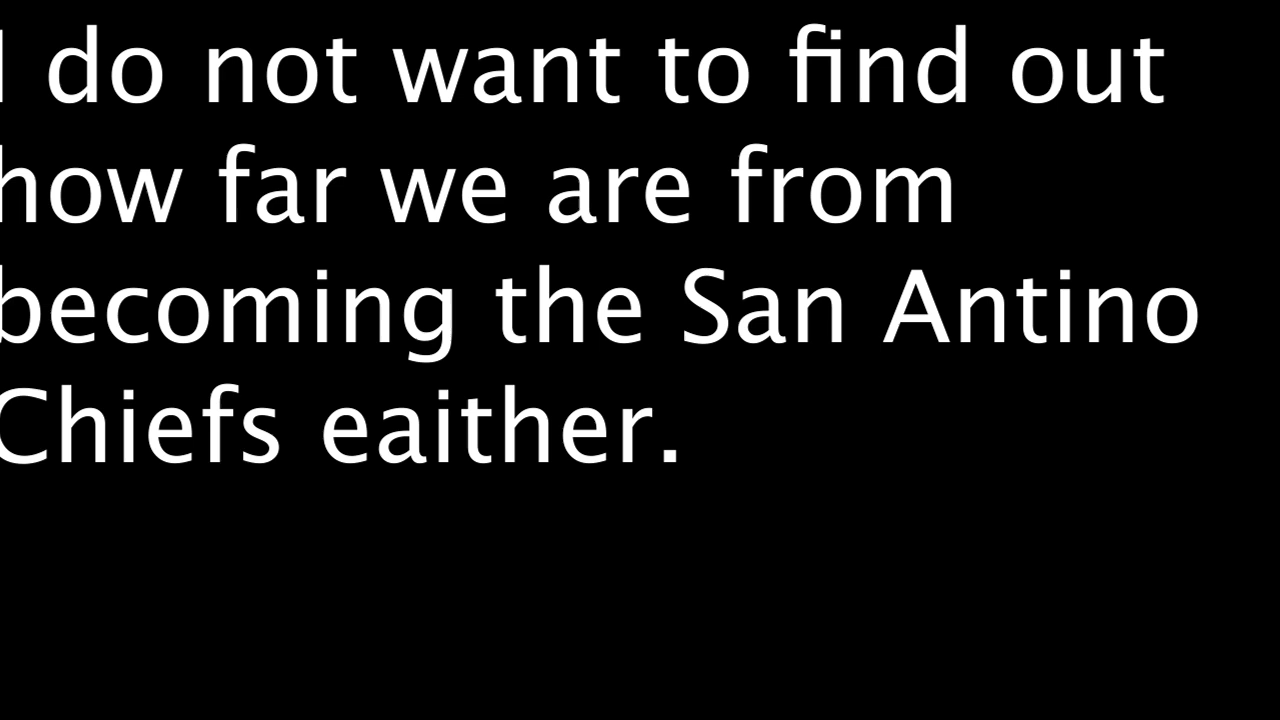 I do not want to find out
how far we are from
becoming the San Antino
Chiefs eaither.